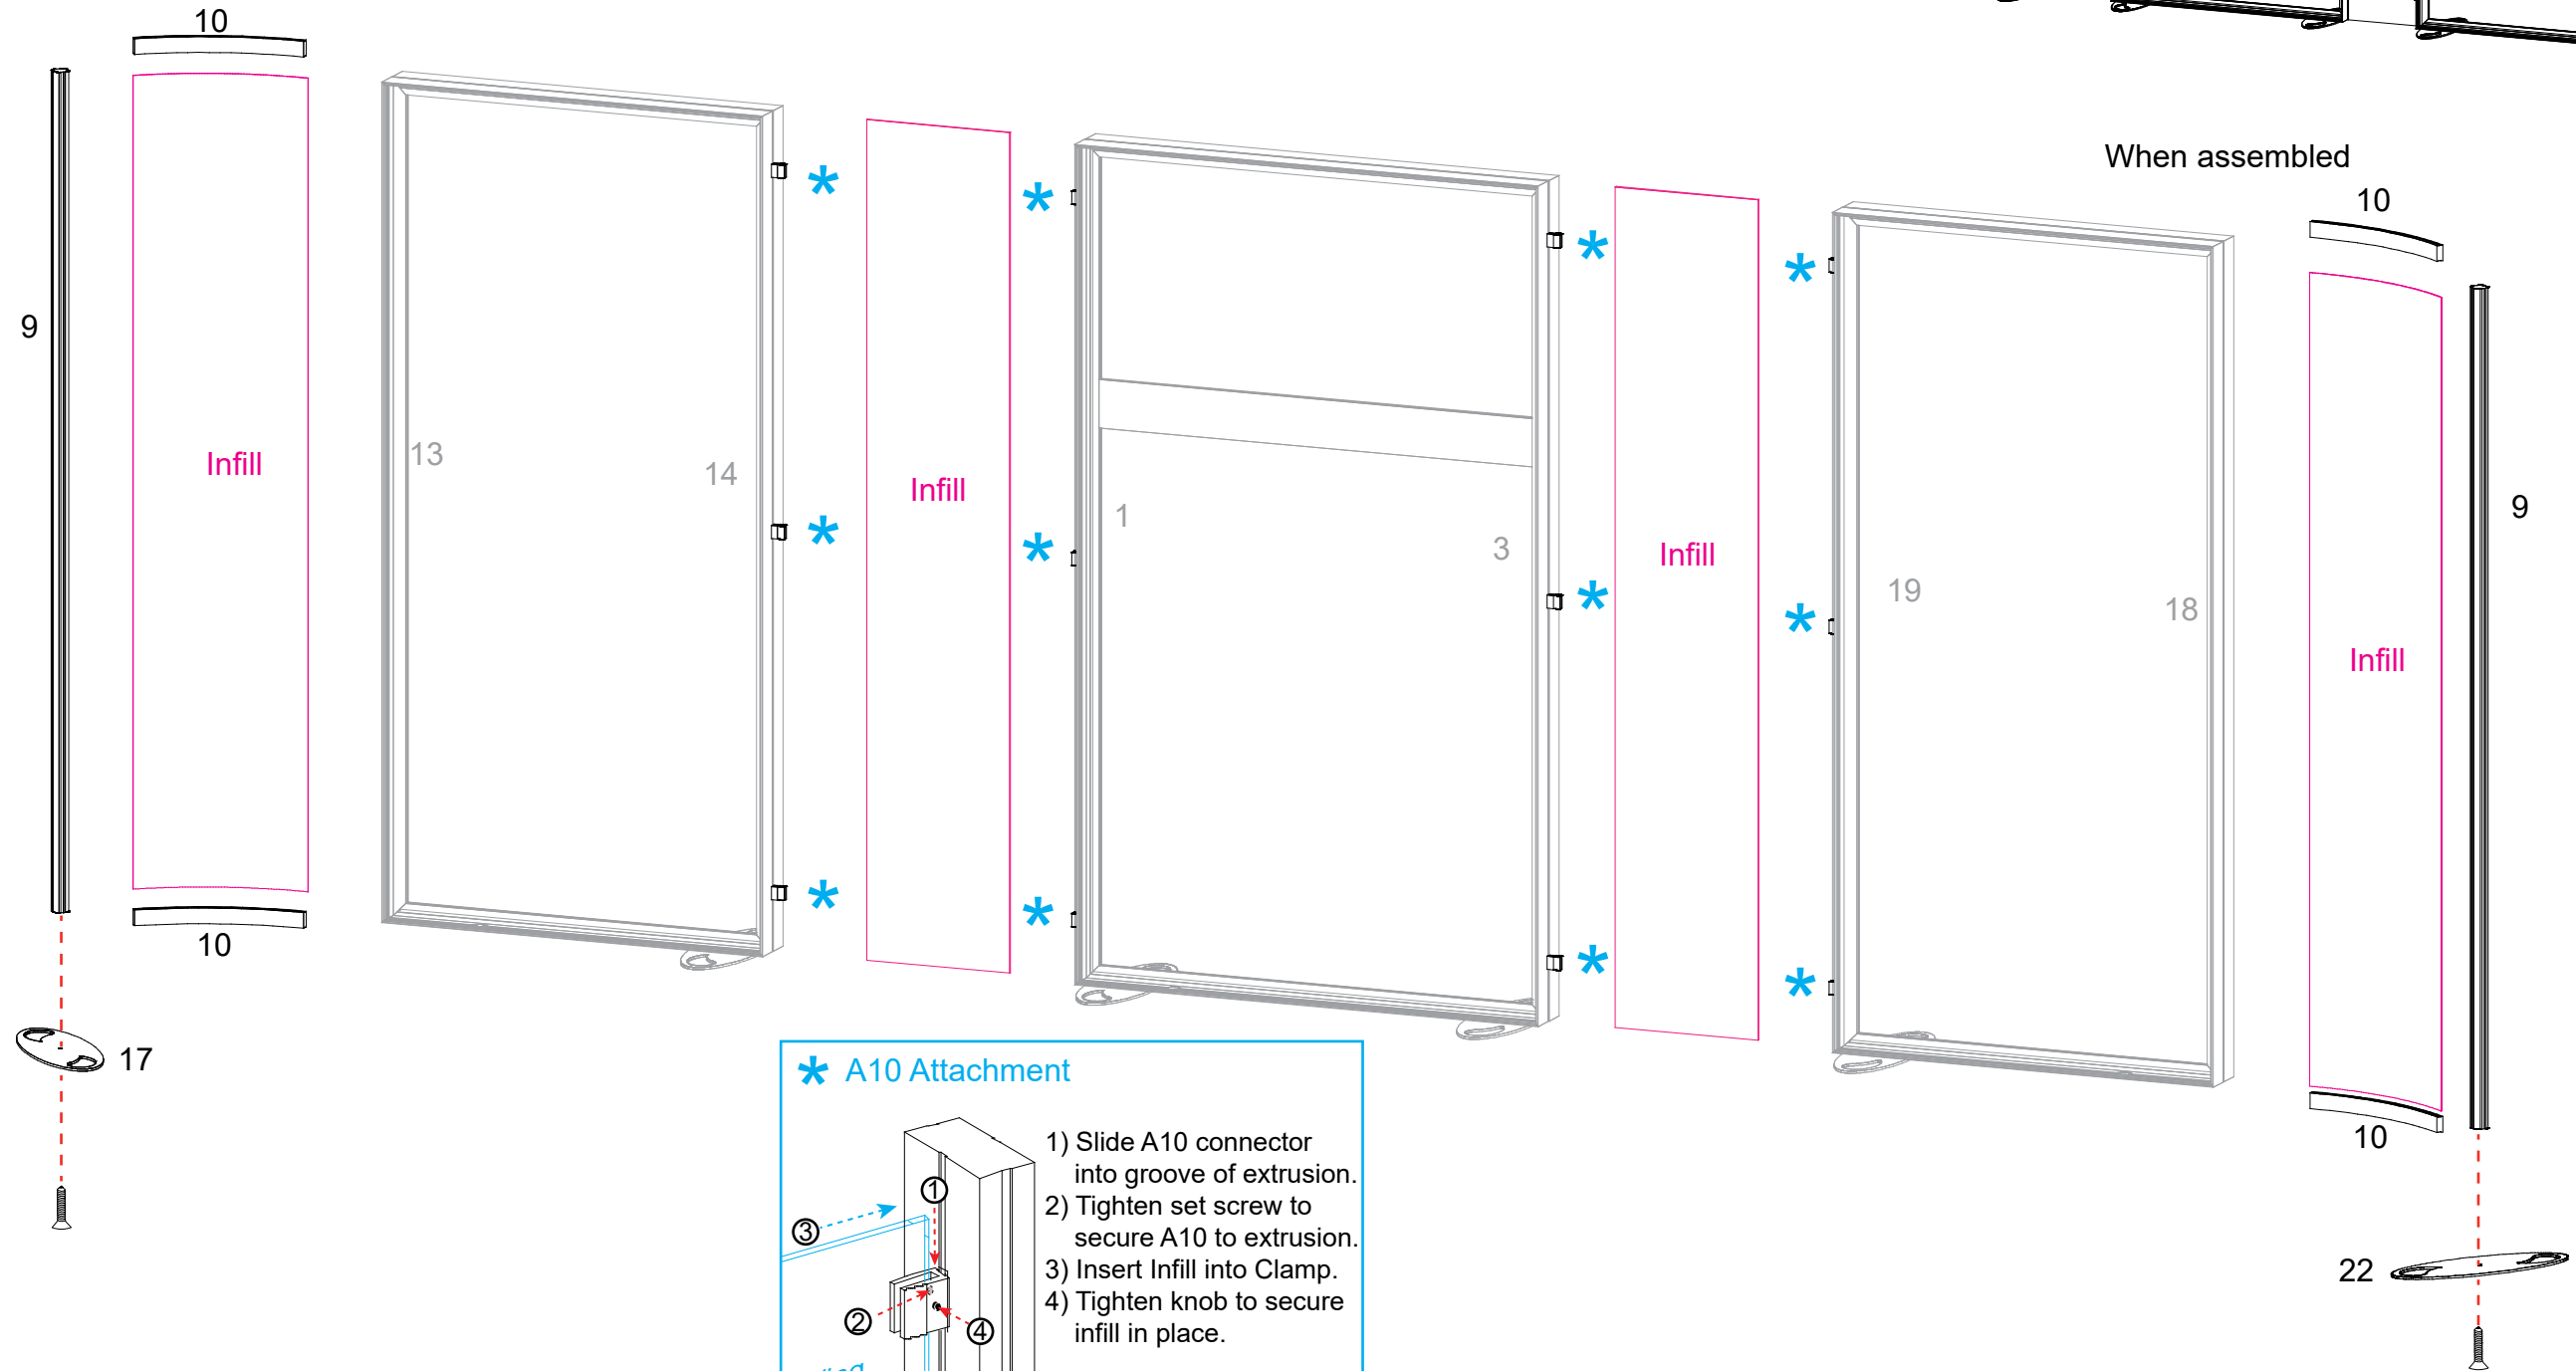 10
When assembled
10
9
Infill
13
14
Infill
1
3
Infill
19
18
Infill
9
10
10
17
22
* A10 Attachment
1) Slide A10 connector
into groove of extrusion.
2) Tighten set screw to
secure A10 to extrusion.
3) Insert Infill into Clamp.
4) Tighten knob to secure
infill in place.
①
③
②
④